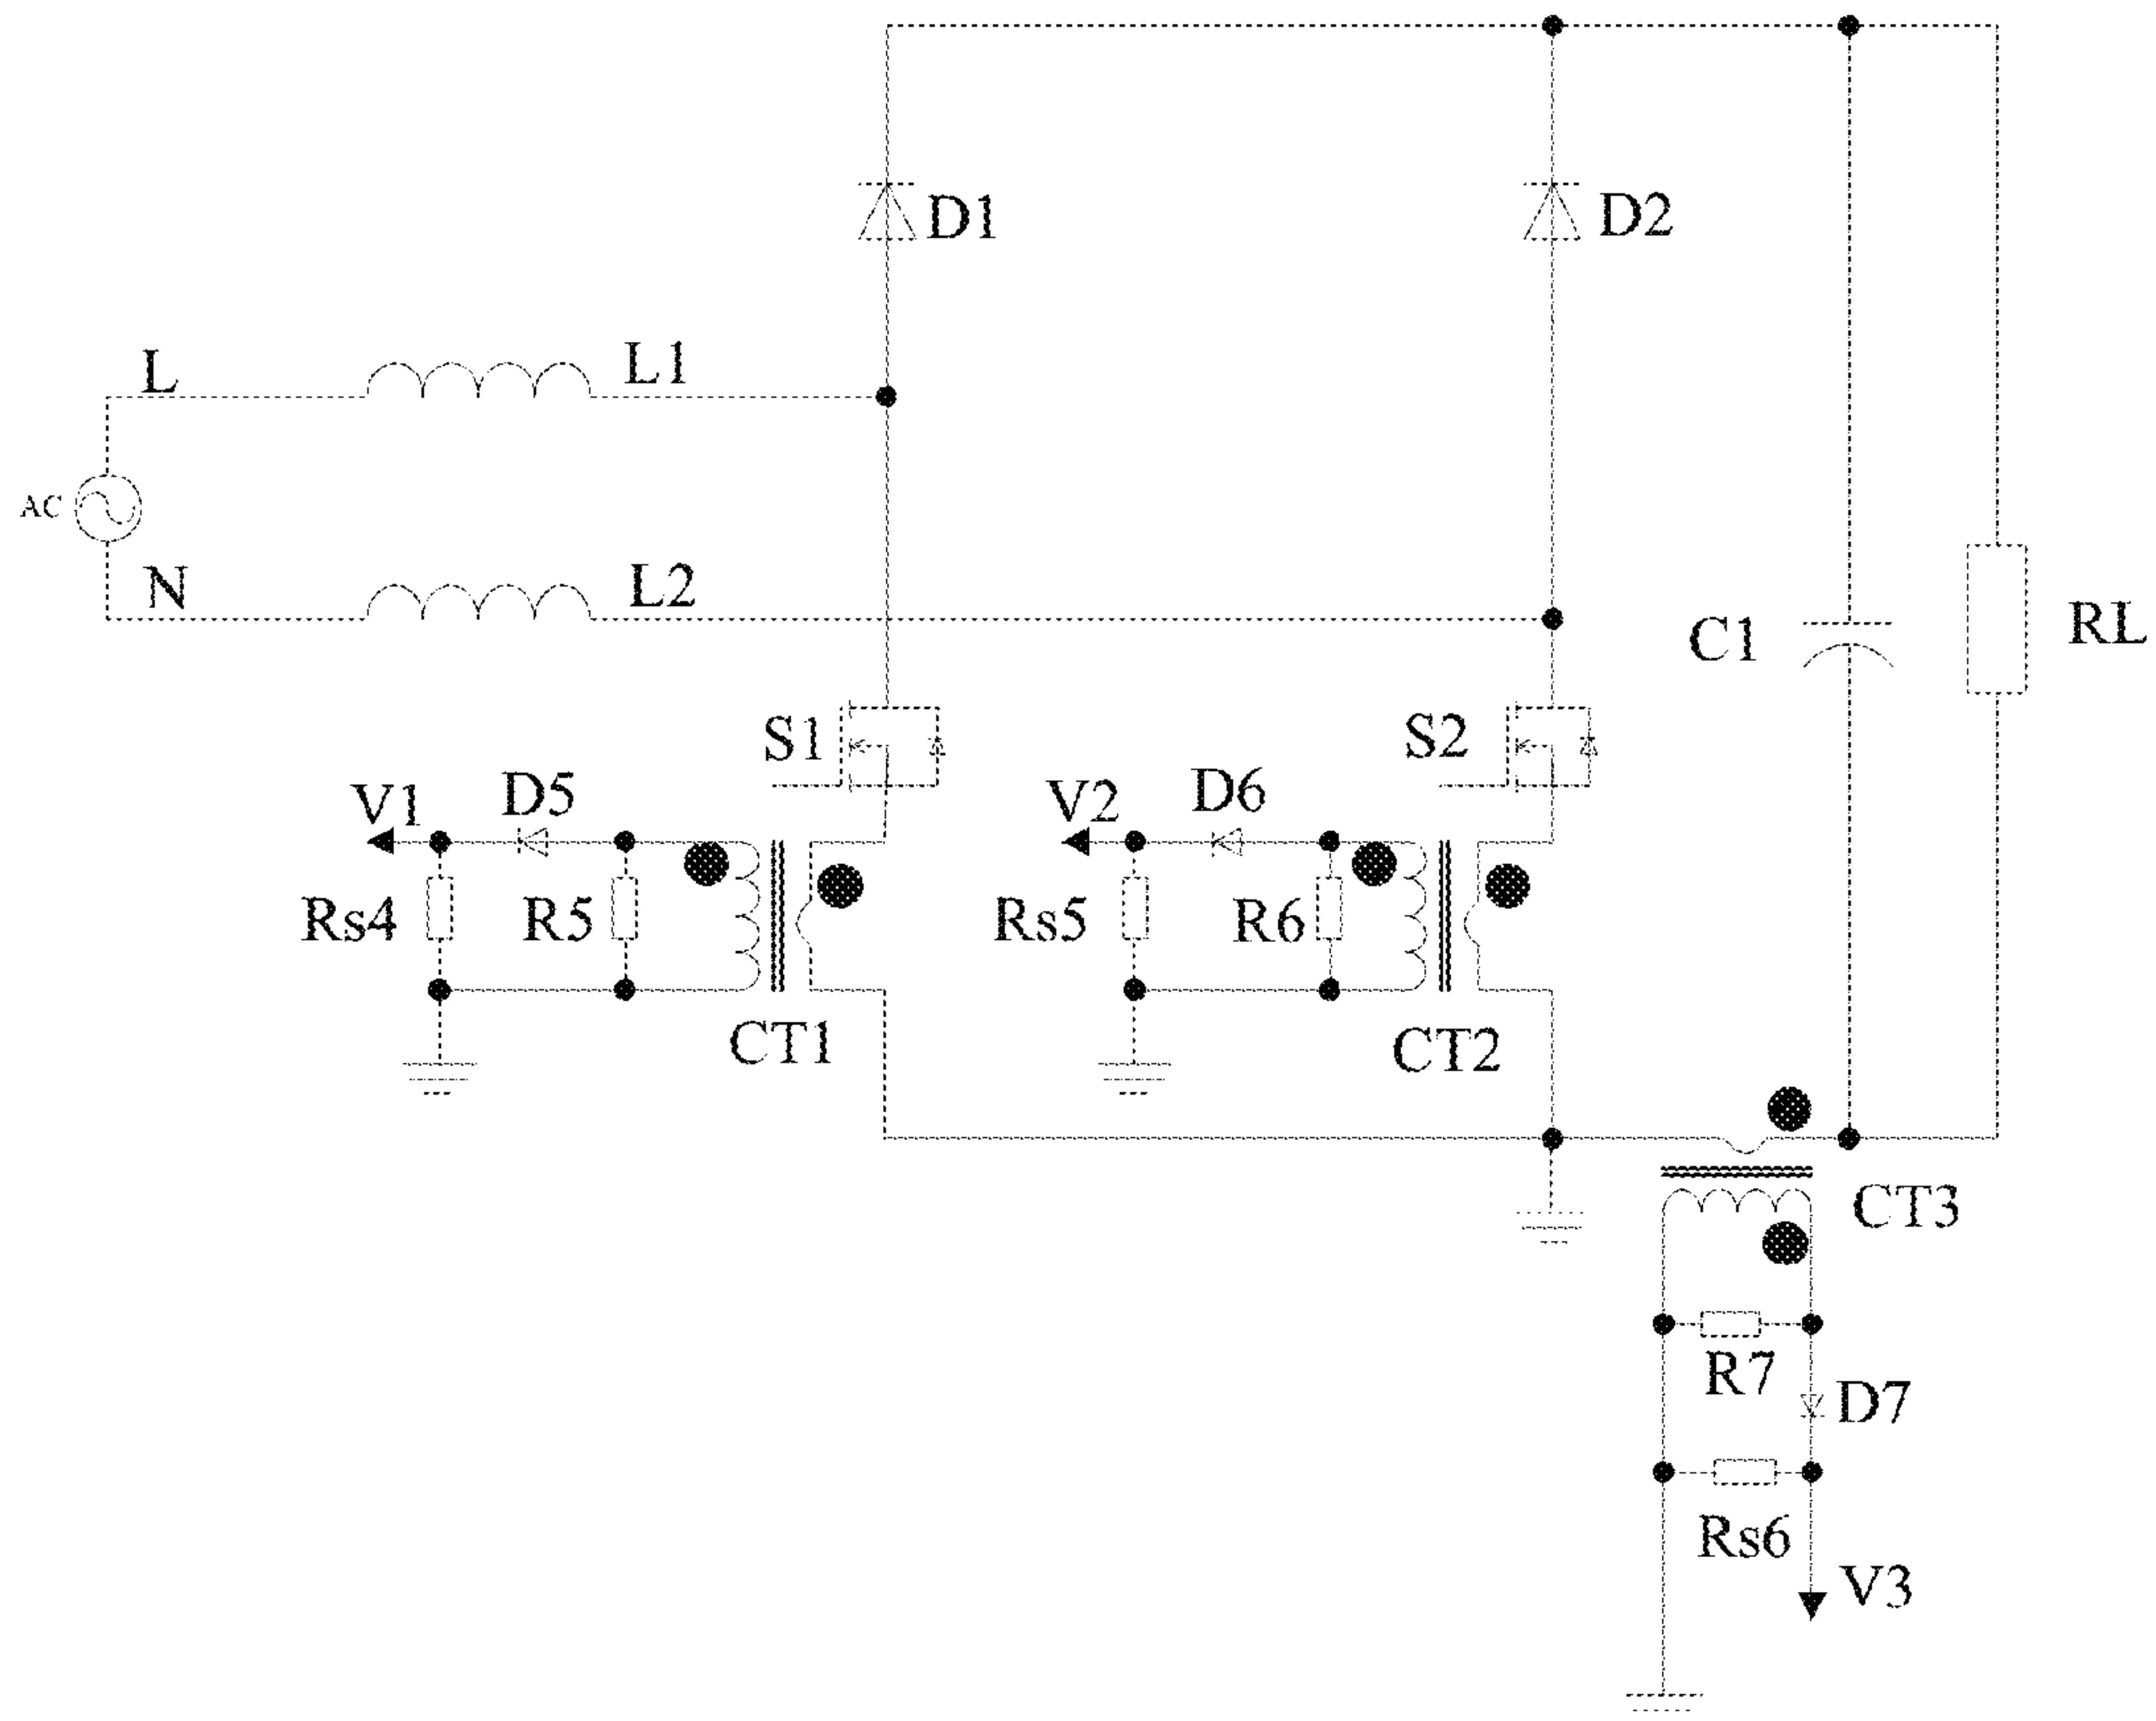 D1
D2
L
L1
AC
N
L2
C1
RL
S1
S2
V1
D5
V2
D6
Rs4
R5
Rs5
R6
CT1
CT2
CT3
R7
D7
Rs6
V3